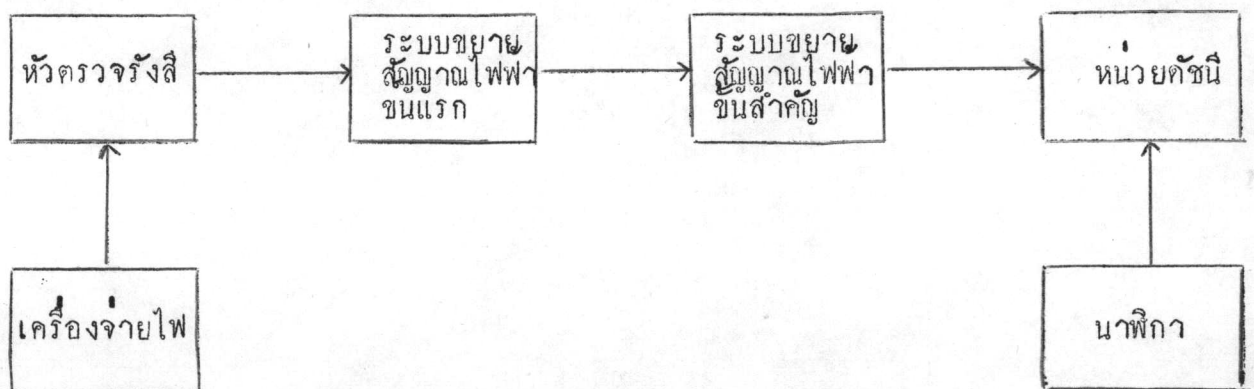 หัวตรวจรังสี
ระบบขยาย
สัญญาณไฟฟ้า
ขั้นแรก
ระบบขยาย
สัญญาณไฟฟ้า
ขั้นสำคัญ
หน่วยดัชนี
เครื่องจ่ายไฟ
นาฬิกา